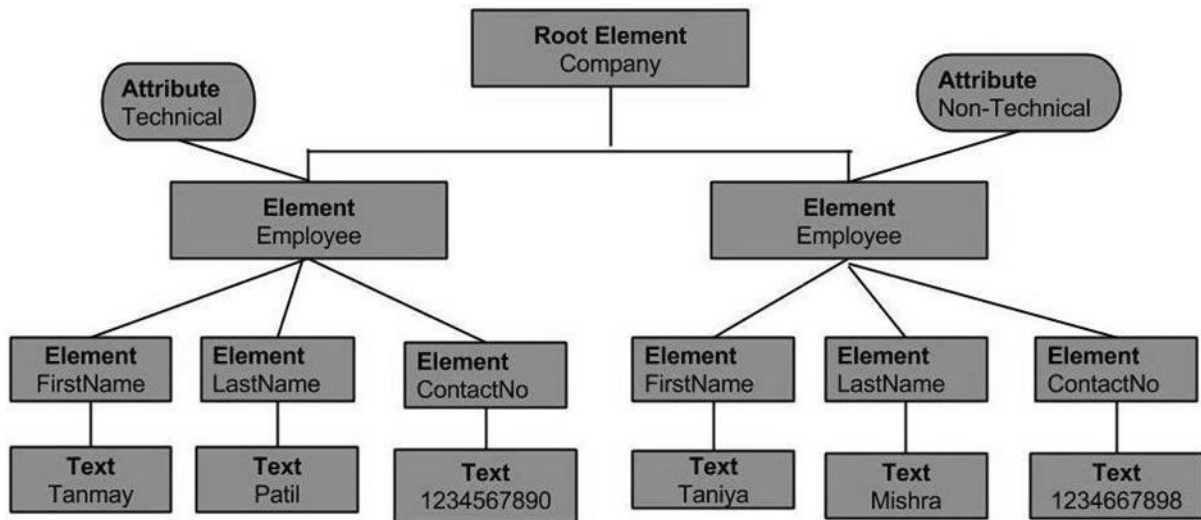 Root Element
Company
Attribute
Technical
Attribute
Non-Technical
Element
Employee
Element
Employee
Element
FirstName
Element
LastName
Element
ContactNo
Element
FirstName
Element
LastName
Element
ContactNo
Text
Tanmay
Text
Patil
Text
1234567890
Text
Taniya
Text
Mishra
Text
1234667898